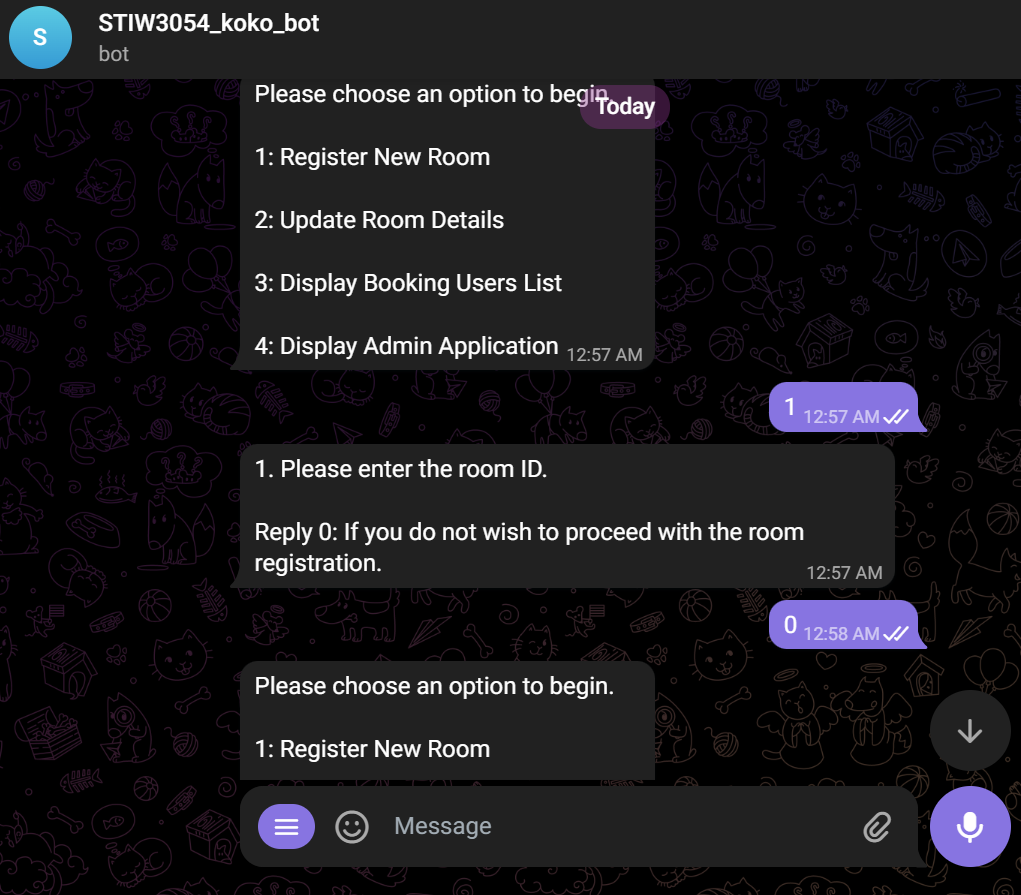 S
STIW3054_koko_bot
bot
Please choose an option to begin.
Today
1: Register New Room
2: Update Room Details
3: Display Booking Users List
4: Display Admin Application 12:57 AM
1 12:57 AM
1. Please enter the room ID.
Reply 0: If you do not wish to proceed with the room
registration.
12:57 AM
0 12:58 AM
Please choose an option to begin.
1: Register New Room
Message